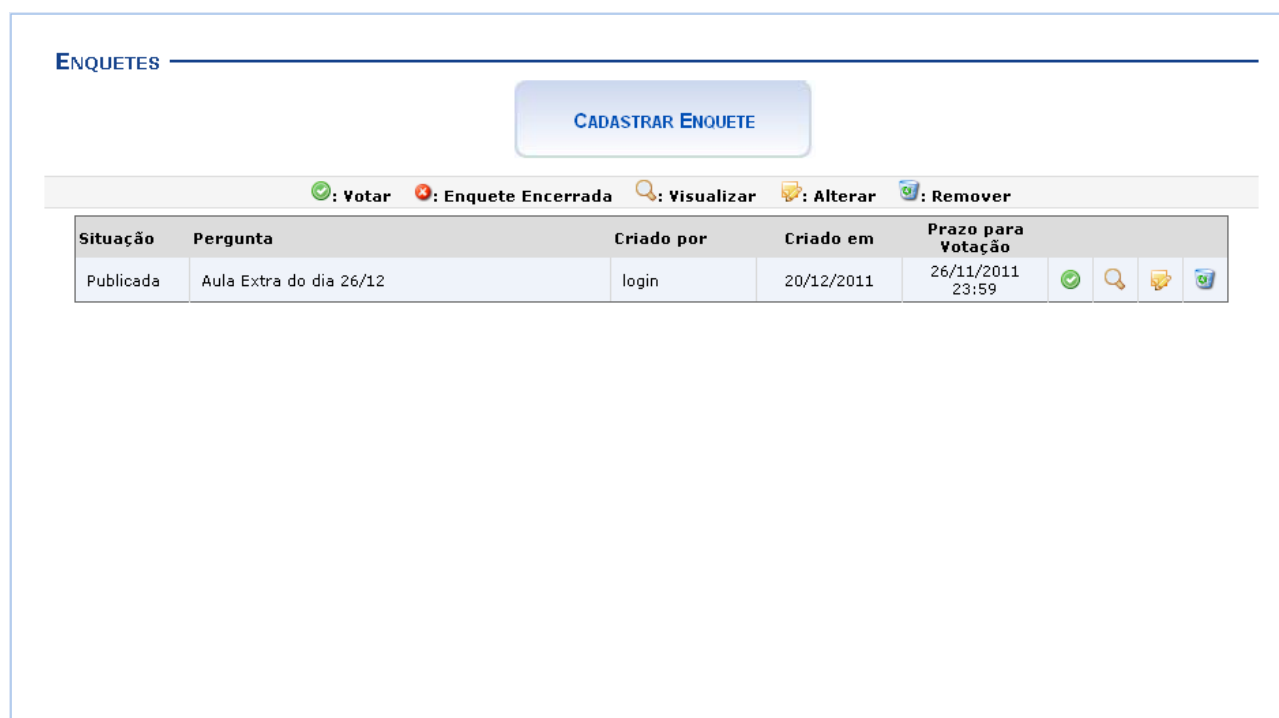 ENQUETES
CADASTRAR ENQUETE
: Votar : Enquete Encerrada : Visualizar : Alterar : Remover
Situação Pergunta Criado por Criado em Prazo para Votação
Publicada Aula Extra do dia 26/12 login 20/12/2011 26/11/2011 23:59